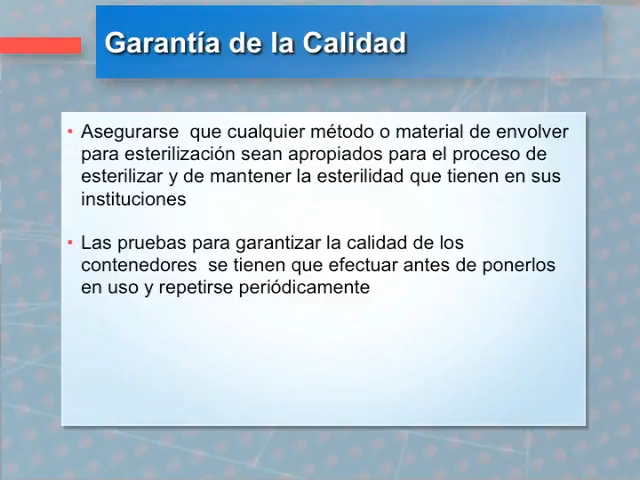 Garantía de la Calidad
• Asegurarse  que cualquier método o material de envolver
para esterilización sean apropiados para el proceso de
esterilizar y de mantener la esterilidad que tienen en sus
instituciones
• Las pruebas para garantizar la calidad de los
contenedores  se tienen que efectuar antes de ponerlos
en uso y repetirse periódicamente